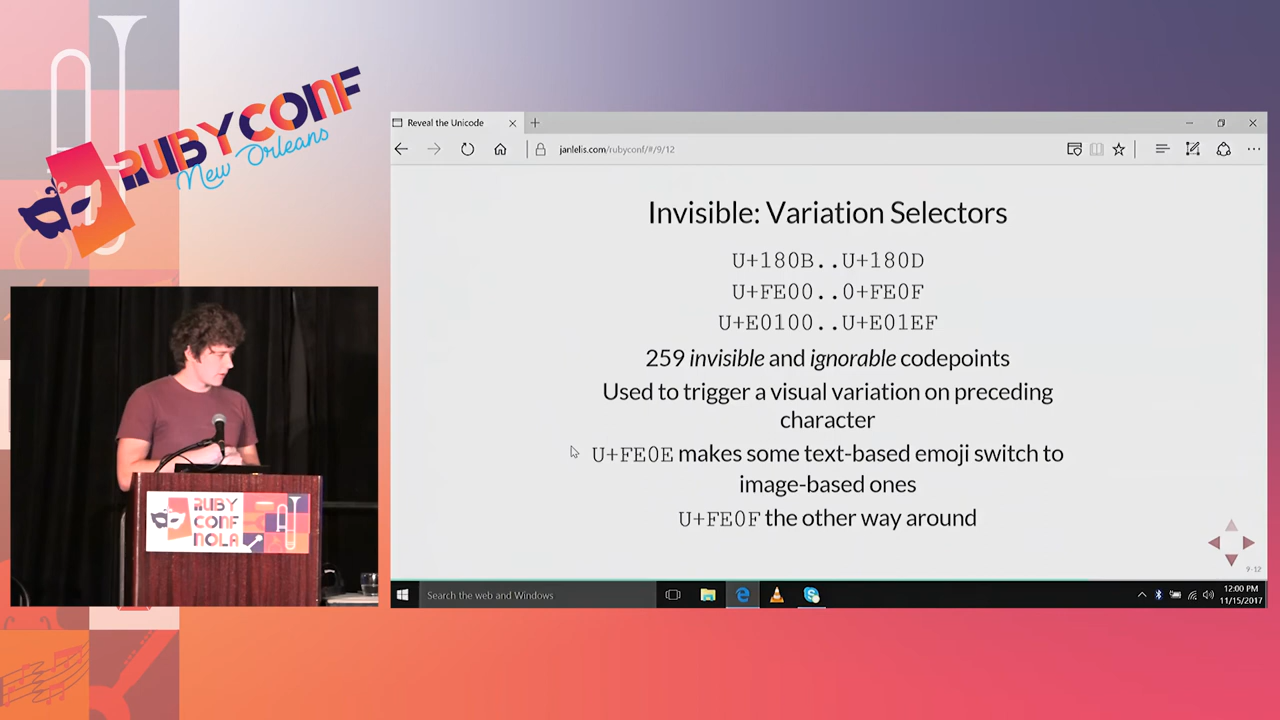 RUBYCONF
New Orleans
RUBY
CONF
NOLA
Reveal the Unicode
janlelis.com/rubyconf/#/9/12
Invisible: Variation Selectors
U+180B..U+180D
U+FE00..0+FE0F
U+E0100..U+E01EF
259 invisible and ignorable codepoints
Used to trigger a visual variation on preceding
character
U+FE0E makes some text-based emoji switch to
image-based ones
U+FE0F the other way around
9-12
Search the web and Windows
12:00 PM
11/15/2017